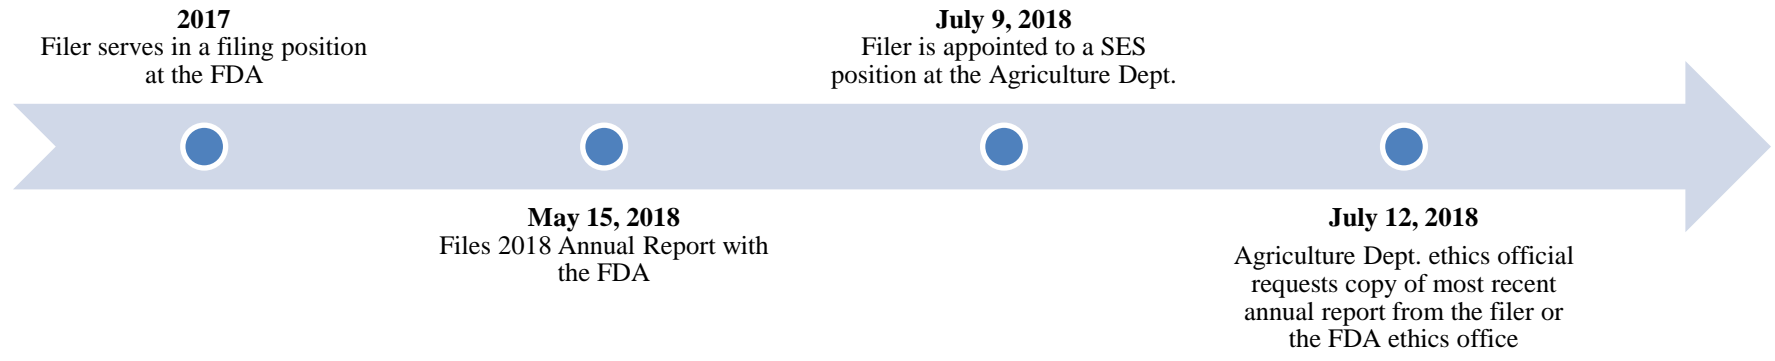 2017
Filer serves in a filing position
at the FDA
May 15, 2018
Files 2018 Annual Report with
the FDA
July 9, 2018
Filer is appointed to a SES
position at the Agriculture Dept.
July 12, 2018
Agriculture Dept. ethics official
requests copy of most recent
annual report from the filer or
the FDA ethics office